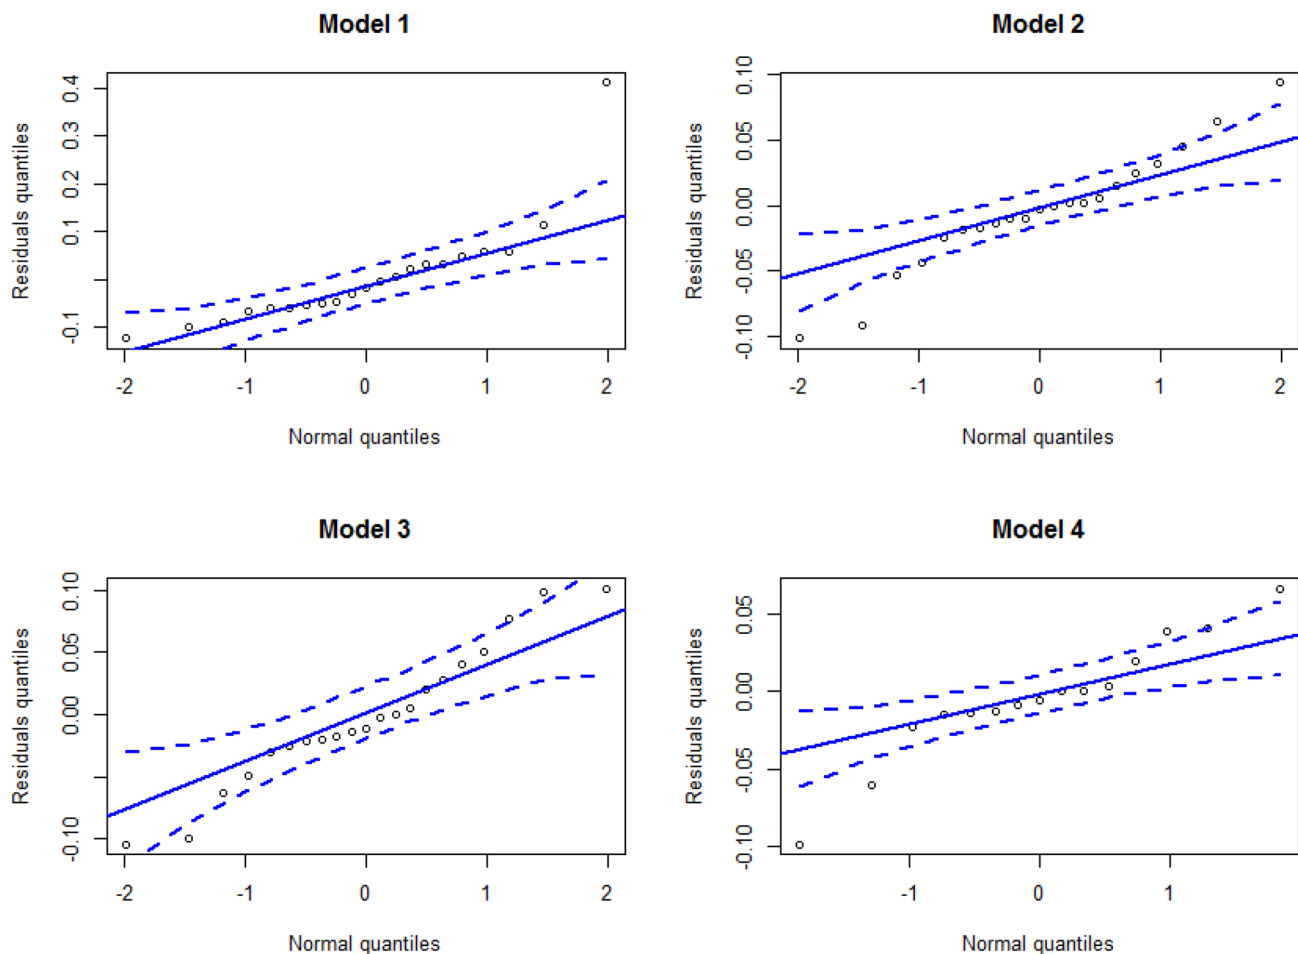 Model 1
Residuals quantiles
0.4
0.3
0.2
0.1
-0.1
-2 -1 0 1 2
Normal quantiles
Model 2
Residuals quantiles
0.10
0.05
0.00
-0.05
-0.10
-2 -1 0 1 2
Normal quantiles
Model 3
Residuals quantiles
0.10
0.05
0.00
-0.10
-2 -1 0 1 2
Normal quantiles
Model 4
Residuals quantiles
0.05
0.00
-0.05
-0.10
-1 0 1
Normal quantiles